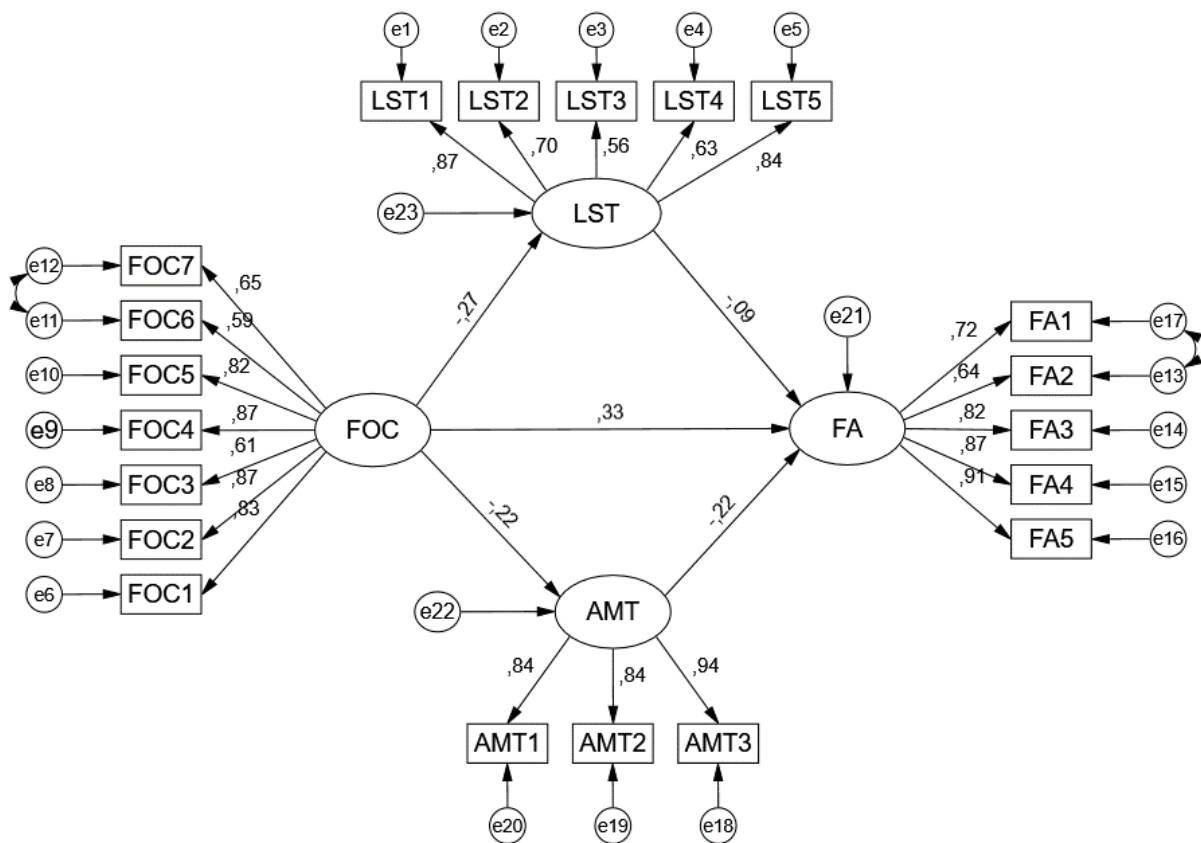 e1 e2 e3 e4 e5
LST1 LST2 LST3 LST4 LST5
,87 ,70 ,56 ,63 ,84
e23 LST
e12 FOC7 ,65
e11 FOC6 ,59
e10 FOC5 ,82
e9 FOC4 ,87
e8 FOC3 ,61
e7 FOC2 ,87
e6 FOC1 ,83
FOC
-,27
-,09
,33
-,22
-,22
e21
FA
,72 FA1 e17
,64 FA2 e13
,82 FA3 e14
,87 FA4 e15
,91 FA5 e16
e22 AMT
,84 ,84 ,94
AMT1 AMT2 AMT3
e20 e19 e18